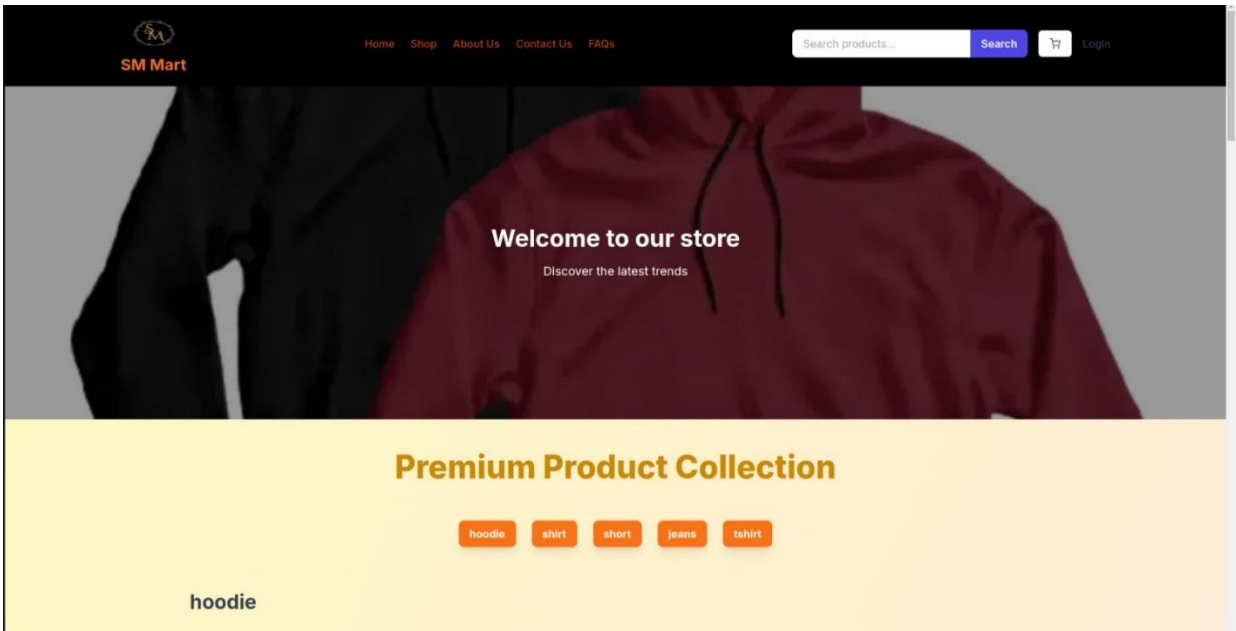 SM
SM Mart
Home Shop About Us Contact Us FAQs
Search products... Search Login
Welcome to our store
Discover the latest trends
Premium Product Collection
hoodie shirt short jeans tshirt
hoodie